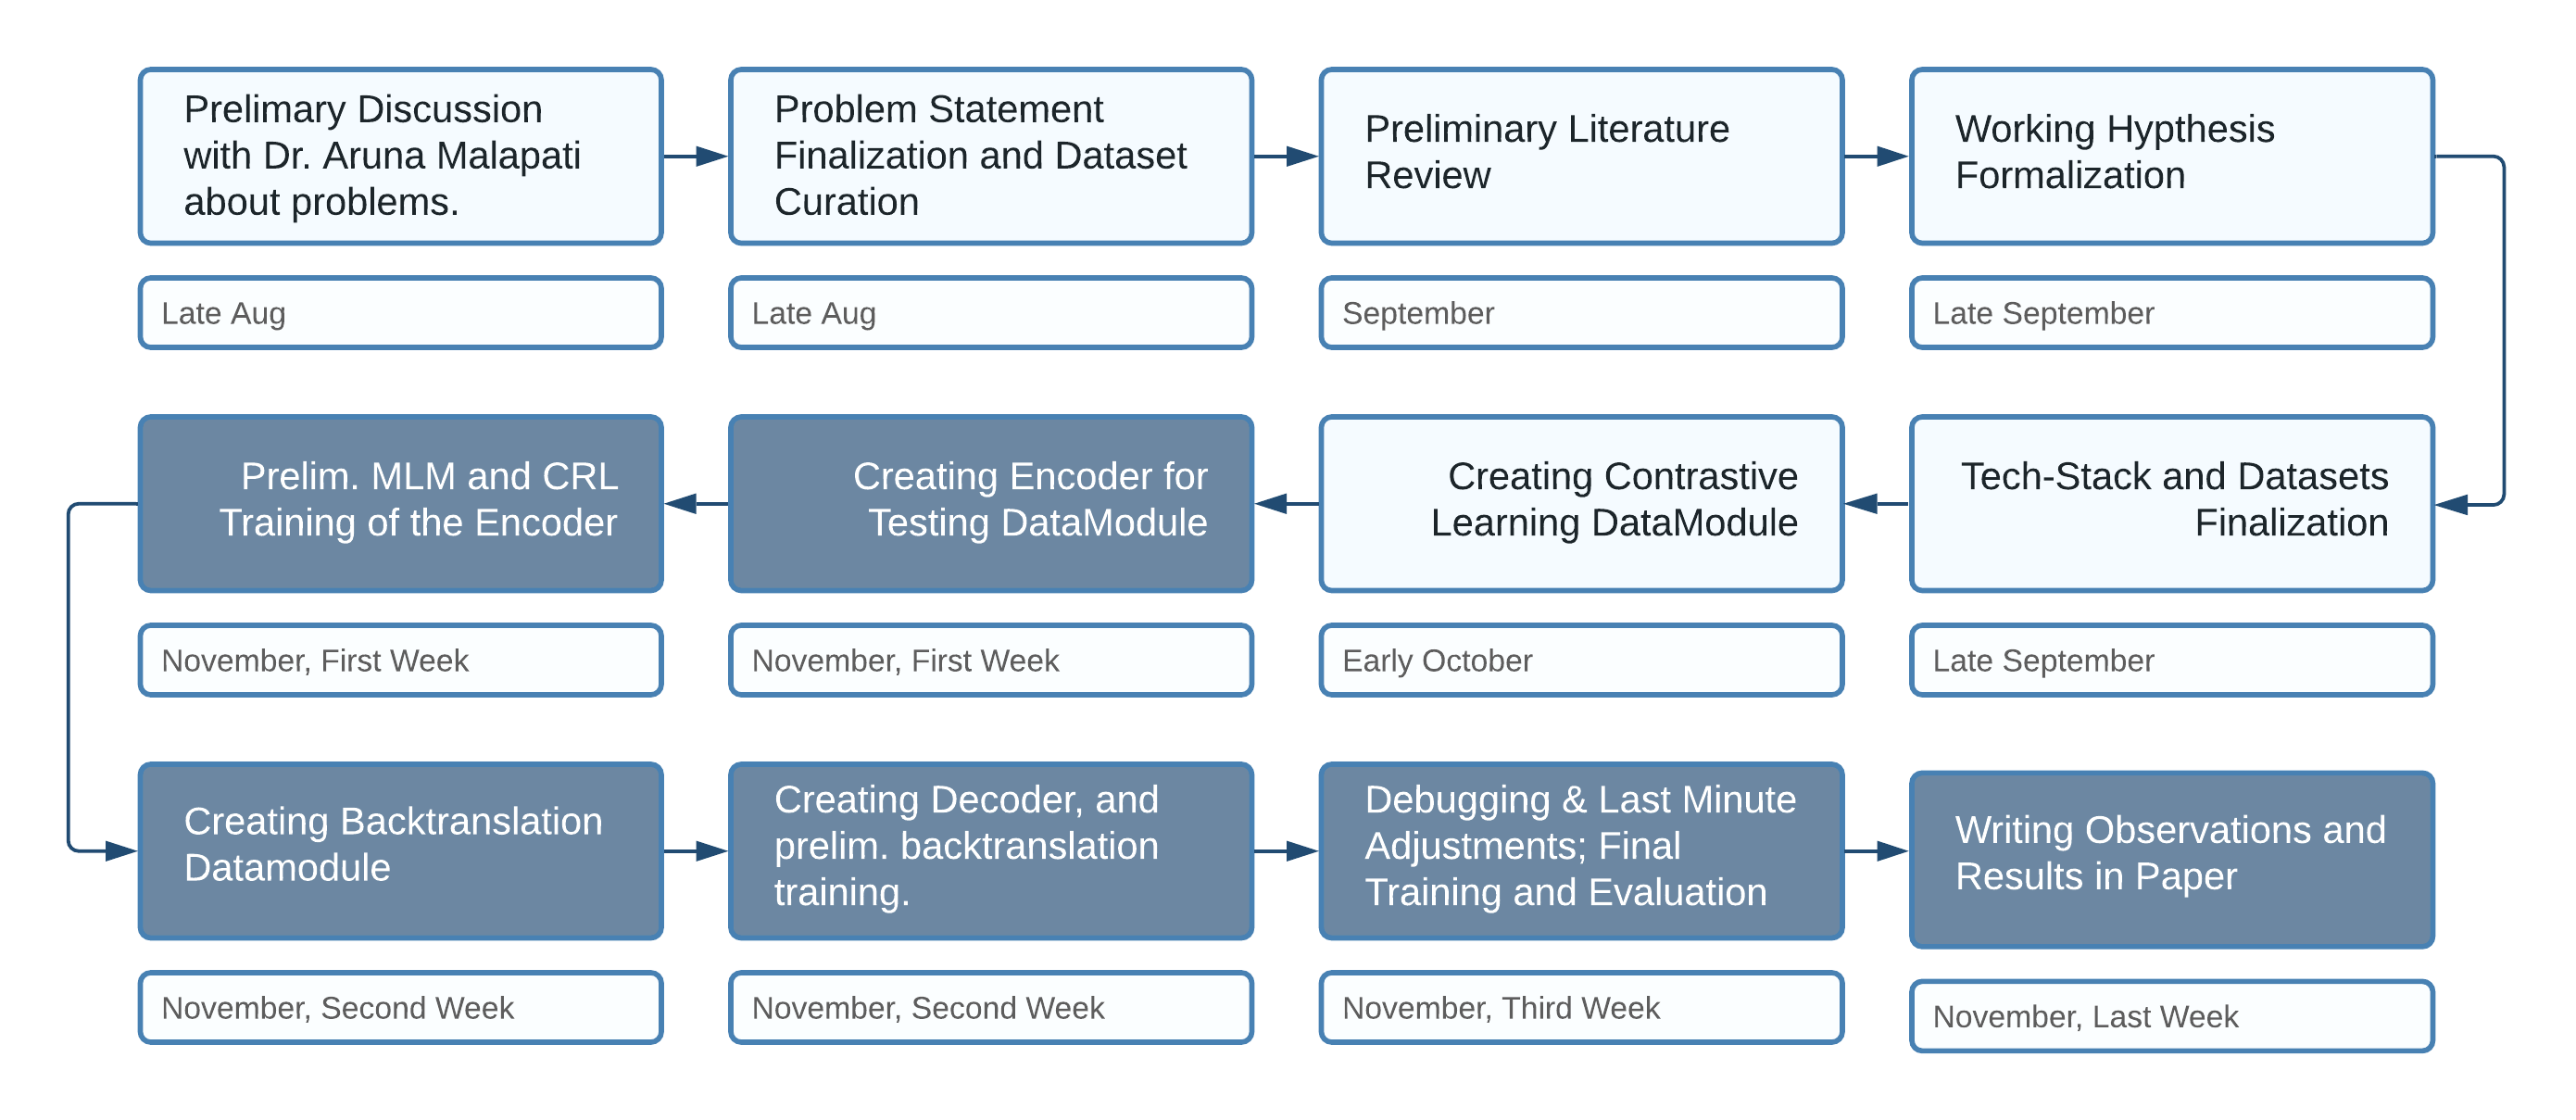 Prelimary Discussion
with Dr. Aruna Malapati
about problems.
Late Aug
Problem Statement
Finalization and Dataset
Curation
Late Aug
Preliminary Literature
Review
September
Working Hypthesis
Formalization
Late September
Tech-Stack and Datasets
Finalization
Late September
Creating Contrastive
Learning DataModule
Early October
Creating Encoder for
Testing DataModule
November, First Week
Prelim. MLM and CRL
Training of the Encoder
November, First Week
Creating Backtranslation
Datamodule
November, Second Week
Creating Decoder, and
prelim. backtranslation
training.
November, Second Week
Debugging & Last Minute
Adjustments; Final
Training and Evaluation
November, Third Week
Writing Observations and
Results in Paper
November, Last Week